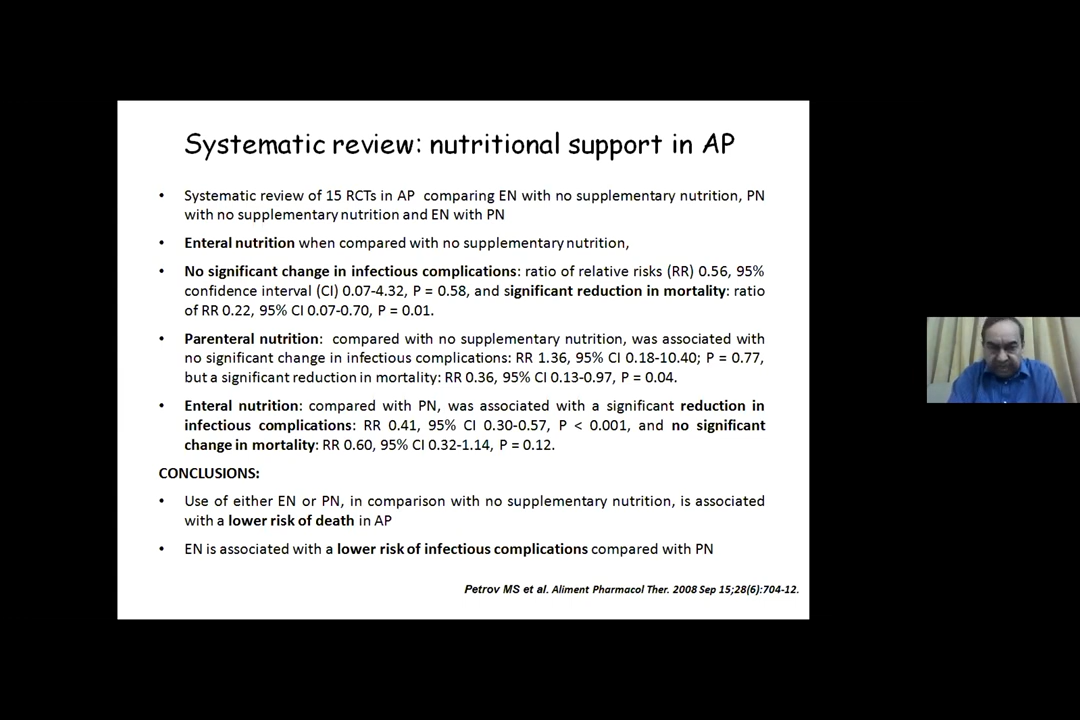 Systematic review: nutritional support in AP
• Systematic review of 15 RCTs in AP comparing EN with no supplementary nutrition, PN
with no supplementary nutrition and EN with PN
• Enteral nutrition when compared with no supplementary nutrition,
• No significant change in infectious complications: ratio of relative risks (RR) 0.56, 95%
confidence interval (CI) 0.07-4.32, P = 0.58, and significant reduction in mortality: ratio
of RR 0.22, 95% CI 0.07-0.70, P = 0.01.
• Parenteral nutrition: compared with no supplementary nutrition, was associated with
no significant change in infectious complications: RR 1.36, 95% CI 0.18-10.40; P = 0.77,
but a significant reduction in mortality: RR 0.36, 95% CI 0.13-0.97, P = 0.04.
• Enteral nutrition: compared with PN, was associated with a significant reduction in
infectious complications: RR 0.41, 95% CI 0.30-0.57, P < 0.001, and no significant
change in mortality: RR 0.60, 95% CI 0.32-1.14, P = 0.12.
CONCLUSIONS:
• Use of either EN or PN, in comparison with no supplementary nutrition, is associated
with a lower risk of death in AP
• EN is associated with a lower risk of infectious complications compared with PN
Petrov MS et al. Aliment Pharmacol Ther. 2008 Sep 15;28(6):704-12.